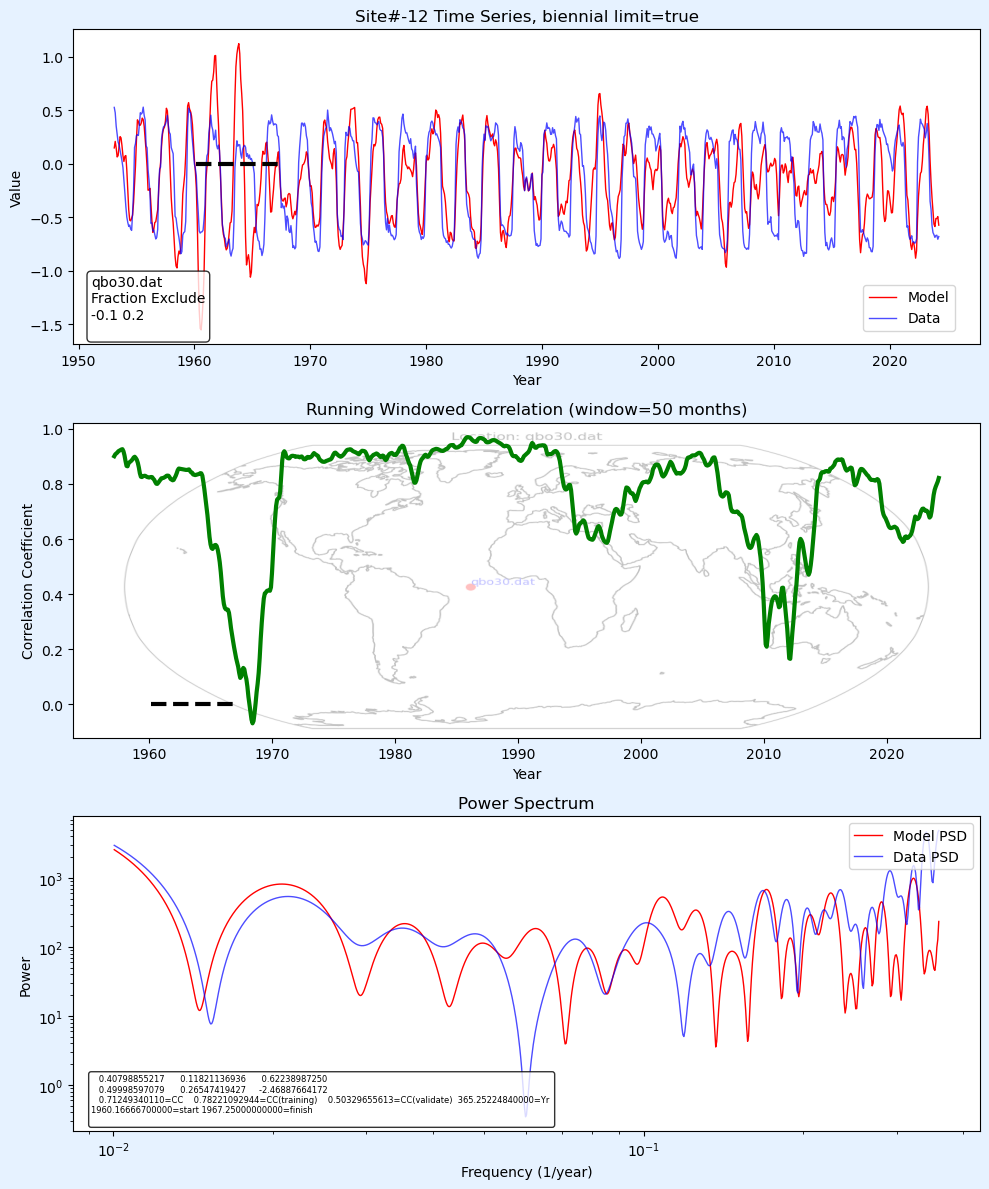 Site#-12 Time Series, biennial limit=true
Value
1.0
0.5
0.0
−0.5
−1.0
−1.5
qbo30.dat
Fraction Exclude
-0.1 0.2
Model
Data
1950 1960 1970 1980 1990 2000 2010 2020
Year
Running Windowed Correlation (window=50 months)
Correlation Coefficient
1.0
0.8
0.6
0.4
0.2
0.0
Location: qbo30.dat
qbo30.dat
1960 1970 1980 1990 2000 2010 2020
Year
Power Spectrum
Power
10³
10²
10¹
10⁰
Model PSD
Data PSD
0.40798855217 0.11821136936 0.62238987250
0.49998597079 0.26547419427 -2.46887664172
0.71249340110=CC 0.78221092944=CC(training) 0.50329655613=CC(validate) 365.25224840000=Yr
1960.16666700000=start 1967.25000000000=finish
10⁻² 10⁻¹
Frequency (1/year)